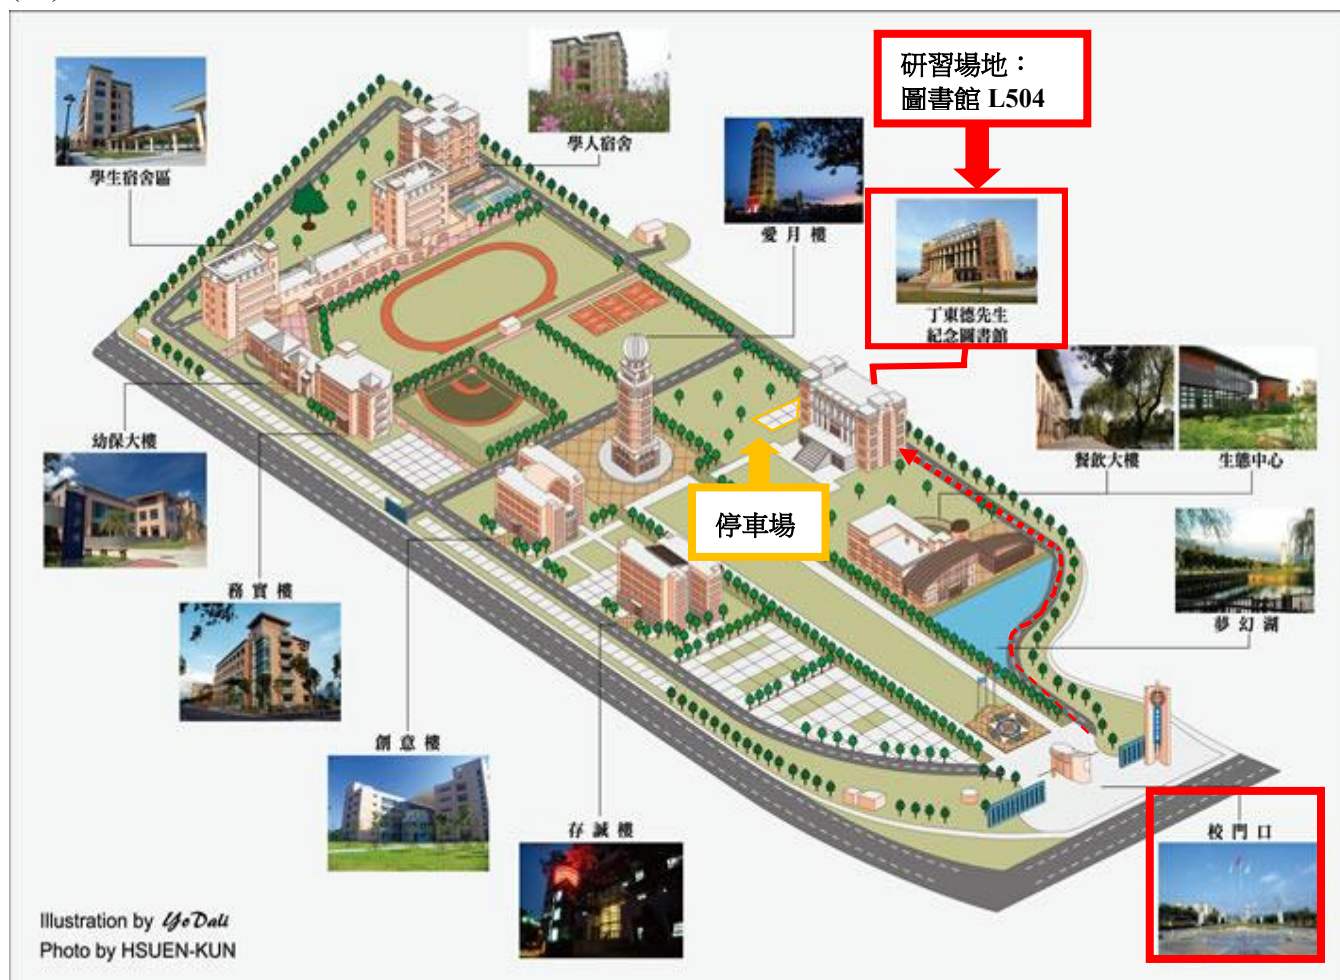 研習場地：
圖書館 L504
學人宿舍
學生宿舍區
愛月樓
丁東德先生
紀念圖書館
餐飲大樓
生態中心
幼保大樓
停車場
務實樓
夢幻湖
創意樓
存誠樓
校門口
Illustration by YoDali
Photo by HSUEN-KUN